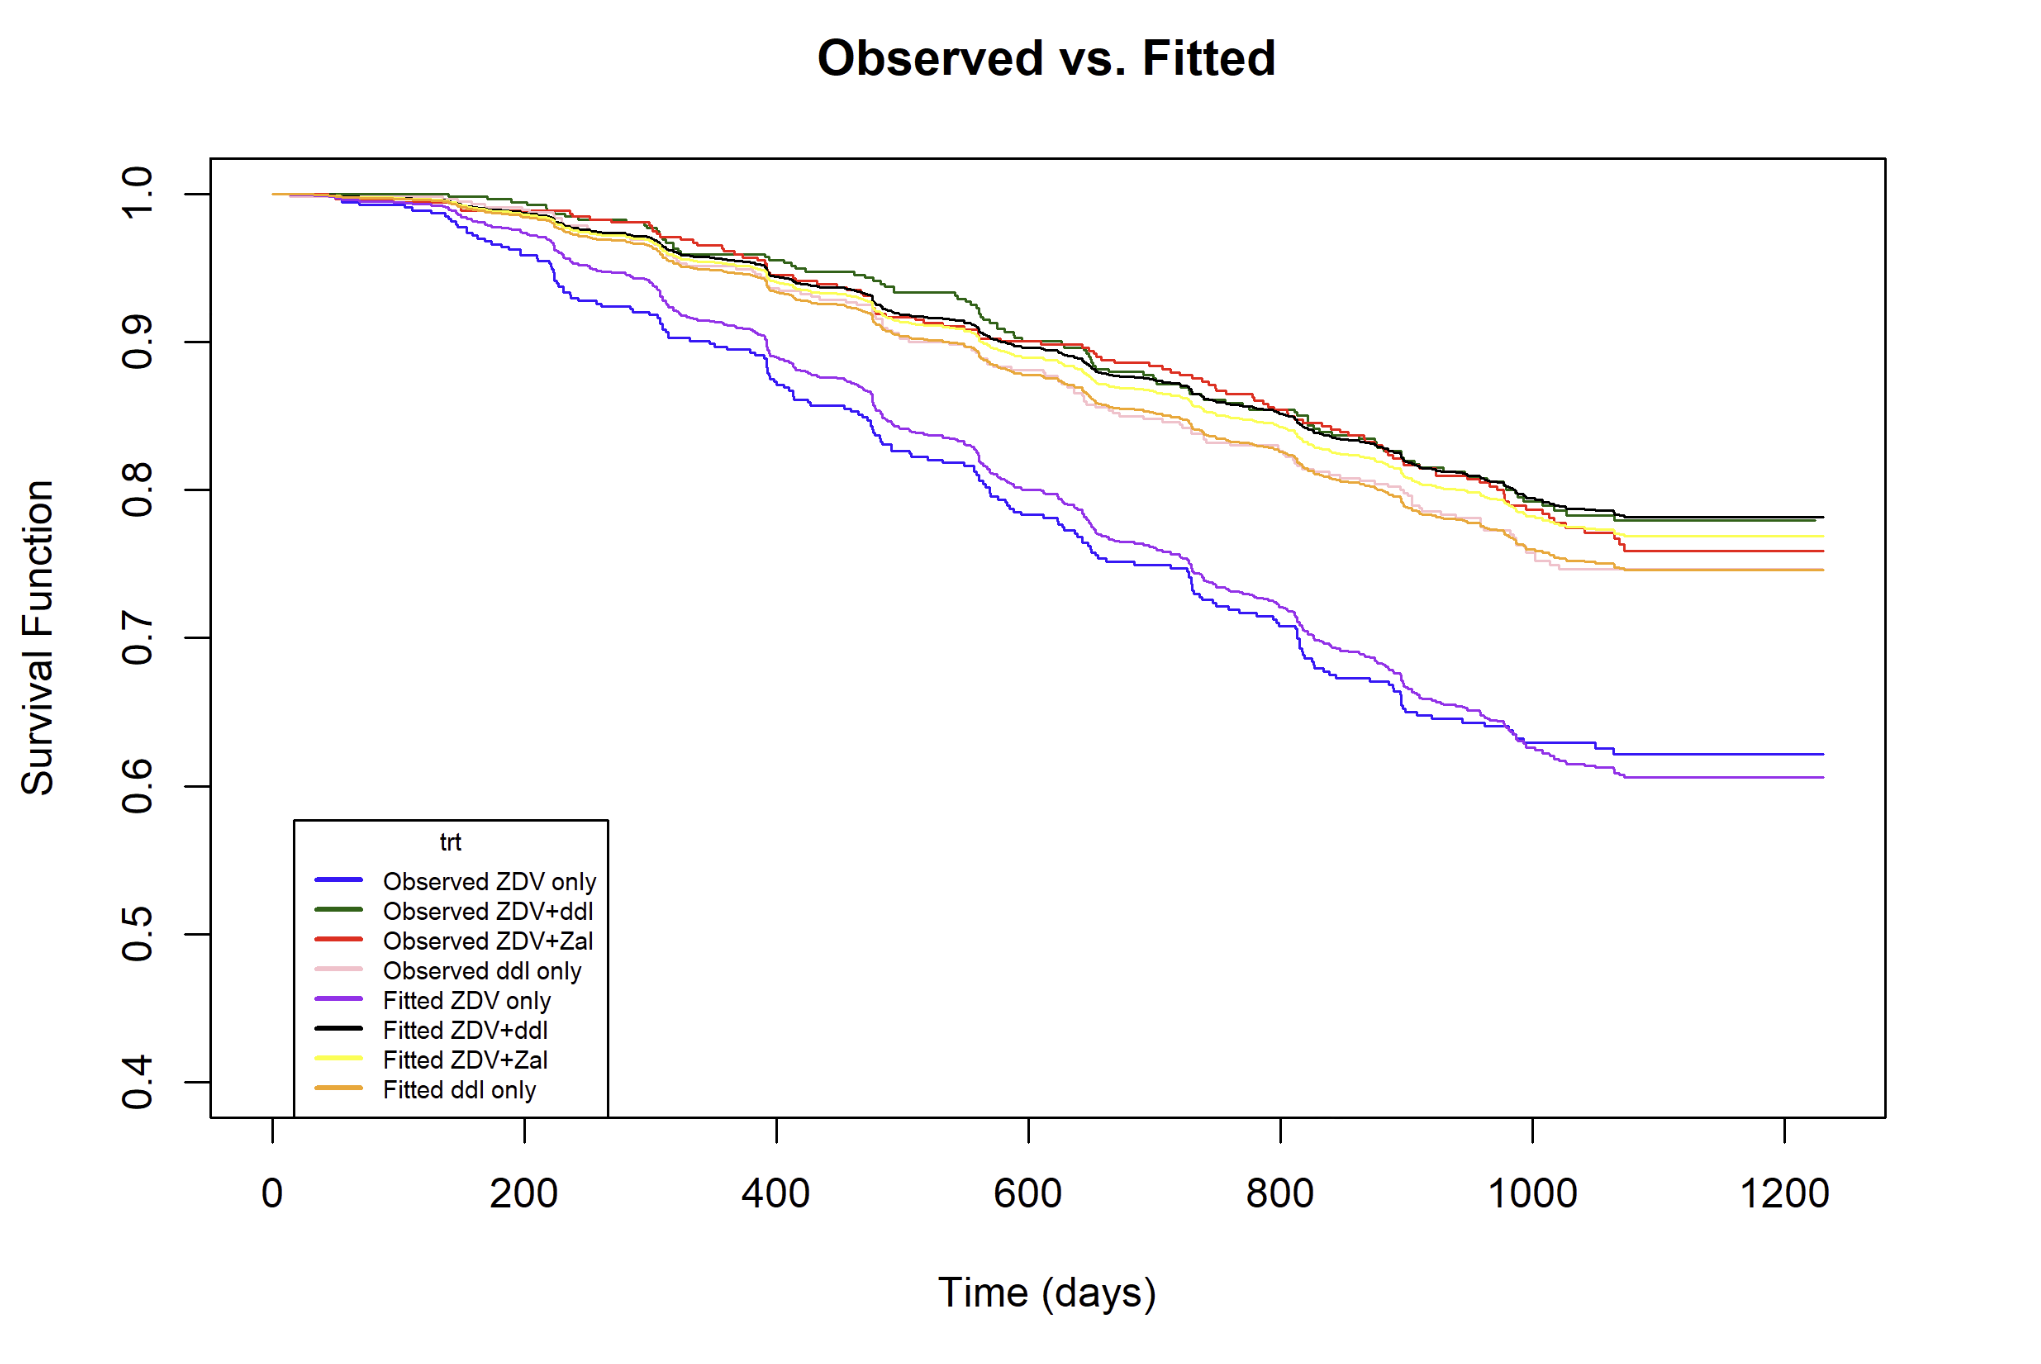 Observed vs. Fitted
Survival Function
1.0
0.9
0.8
0.7
0.6
0.5
0.4
trt
Observed ZDV only
Observed ZDV+ddI
Observed ZDV+Zal
Observed ddI only
Fitted ZDV only
Fitted ZDV+ddI
Fitted ZDV+Zal
Fitted ddI only
0 200 400 600 800 1000 1200
Time (days)